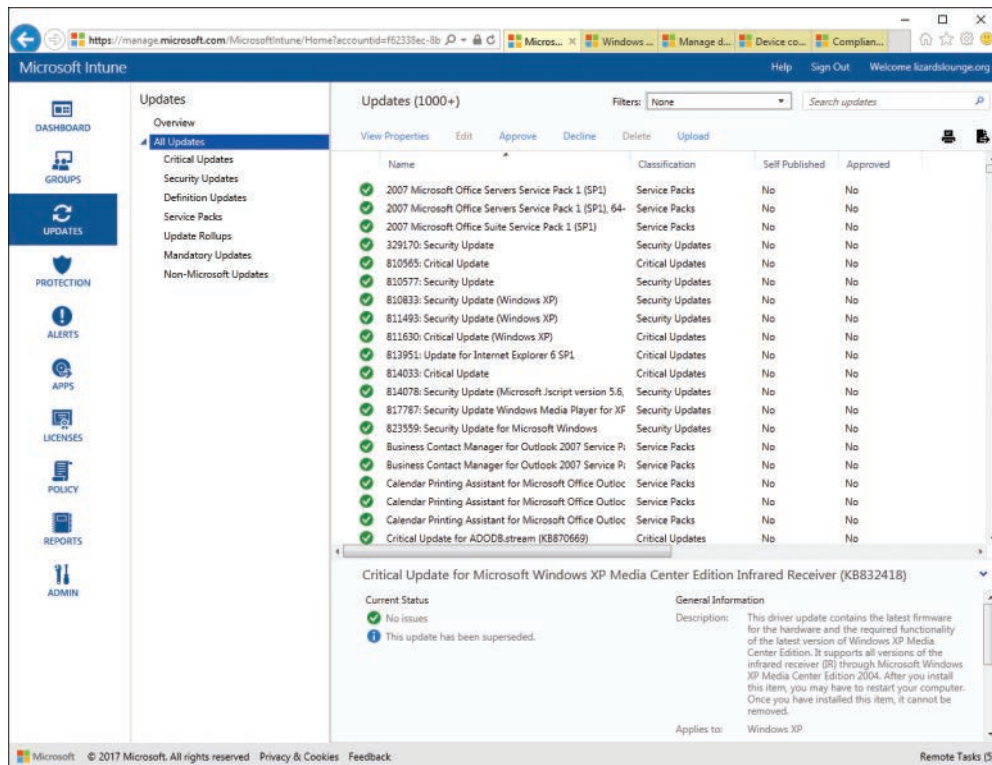 https://manage.microsoft.com/MicrosoftIntune/Home?accountid=f62338ec-8b
Micros...
Windows ...
Manage d...
Device co...
Complian...
Microsoft Intune
Help
Sign Out
Welcome lizardslounge.org
DASHBOARD
GROUPS
UPDATES
PROTECTION
ALERTS
APPS
LICENSES
POLICY
REPORTS
ADMIN
Updates
Overview
All Updates
Critical Updates
Security Updates
Definition Updates
Service Packs
Update Rollups
Mandatory Updates
Non-Microsoft Updates
Updates (1000+)
Filters: None
Search updates
View Properties Edit Approve Decline Delete Upload
Name Classification Self Published Approved
2007 Microsoft Office Servers Service Pack 1 (SP1) Service Packs No No
2007 Microsoft Office Servers Service Pack 1 (SP1), 64- Service Packs No No
2007 Microsoft Office Suite Service Pack 1 (SP1) Service Packs No No
329170: Security Update Security Updates No No
810565: Critical Update Critical Updates No No
810577: Security Update Security Updates No No
810833: Security Update (Windows XP) Security Updates No No
811493: Security Update (Windows XP) Security Updates No No
811630: Critical Update (Windows XP) Critical Updates No No
813951: Update for Internet Explorer 6 SP1 Critical Updates No No
814033: Critical Update Critical Updates No No
814078: Security Update (Microsoft Jscript version 5.6, Security Updates No No
817787: Security Update Windows Media Player for XP Security Updates No No
823559: Security Update for Microsoft Windows Security Updates No No
Business Contact Manager for Outlook 2007 Service Pa Service Packs No No
Business Contact Manager for Outlook 2007 Service Pa Service Packs No No
Calendar Printing Assistant for Microsoft Office Outloc Service Packs No No
Calendar Printing Assistant for Microsoft Office Outloc Service Packs No No
Calendar Printing Assistant for Microsoft Office Outloc Service Packs No No
Critical Update for ADODB.stream (KB870669) Critical Updates No No
Critical Update for Microsoft Windows XP Media Center Edition Infrared Receiver (KB832418)
Current Status
No issues
This update has been superseded.
General Information
Description: This driver update contains the latest firmware
for the hardware and the required functionality
of the latest version of Windows XP Media
Center Edition. It supports all versions of the
infrared receiver (IR) through Microsoft Windows
XP Media Center Edition 2004. After you install
this item, you may have to restart your computer.
Once you have installed this item, it cannot be
removed.
Applies to: Windows XP
Microsoft © 2017 Microsoft. All rights reserved Privacy & Cookies Feedback
Remote Tasks (5